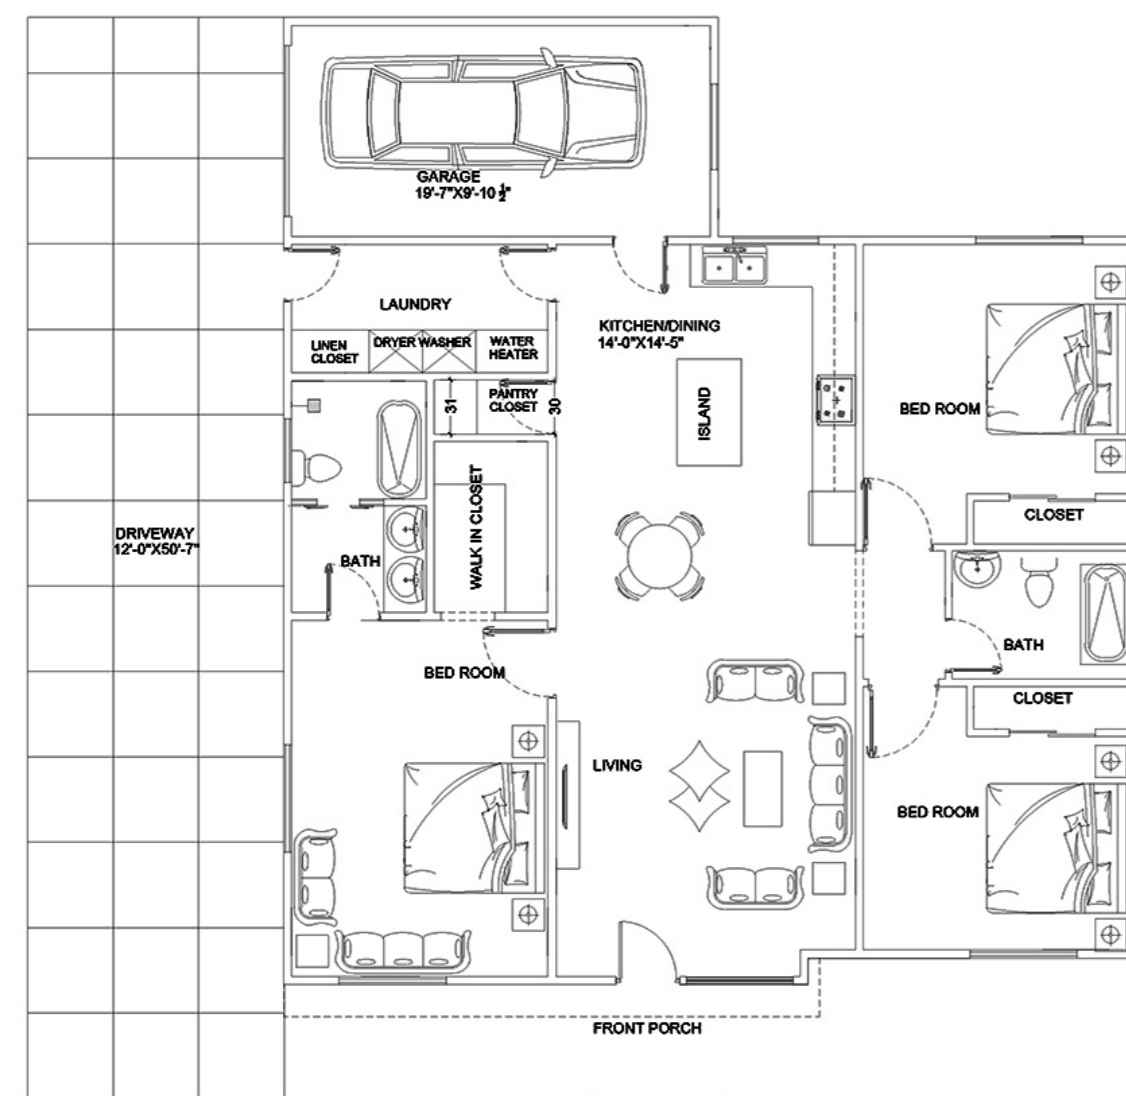 GARAGE
19'-7"X9'-10 ½"
LAUNDRY
LINEN
CLOSET
DRYER
WASHER
WATER
HEATER
KITCHEN/DINING
14'-0"X14'-5"
PANTRY
CLOSET
31
30
ISLAND
BED ROOM
CLOSET
WALK IN CLOSET
DRIVEWAY
12'-0"X50'-7"
BATH
BATH
BED ROOM
CLOSET
LIVING
BED ROOM
FRONT PORCH